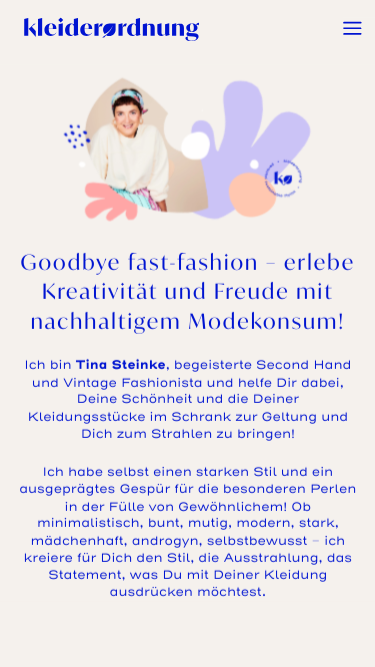 kleiderordnung
ko
Goodbye fast-fashion – erlebe
Kreativität und Freude mit
nachhaltigem Modekonsum!
Ich bin Tina Steinke, begeisterte Second Hand
und Vintage Fashionista und helfe Dir dabei,
Deine Schönheit und die Deiner
Kleidungsstücke im Schrank zur Geltung und
Dich zum Strahlen zu bringen!
Ich habe selbst einen starken Stil und ein
ausgeprägtes Gespür für die besonderen Perlen
in der Fülle von Gewöhnlichem! Ob
minimalistisch, bunt, mutig, modern, stark,
mädchenhaft, androgyn, selbstbewusst – ich
kreiere für Dich den Stil, die Ausstrahlung, das
Statement, was Du mit Deiner Kleidung
ausdrücken möchtest.